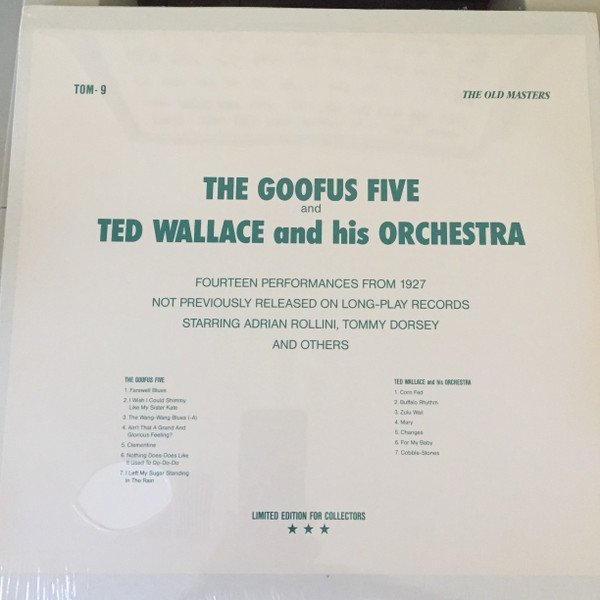 TOM- 9
THE OLD MASTERS
THE GOOFUS FIVE
and
TED WALLACE and his ORCHESTRA
FOURTEEN PERFORMANCES FROM 1927
NOT PREVIOUSLY RELEASED ON LONG-PLAY RECORDS
STARRING ADRIAN ROLLINI, TOMMY DORSEY
AND OTHERS
THE GOOFUS FIVE
1. Farewell Blues
2. I Wish I Could Shimmy
Like My Sister Kate
3. The Wang-Wang Blues (-A)
4. Ain't That A Grand And
Glorious Feeling?
5. Clementine
6. Nothing Does-Does Like
It Used To Do-Do-Do
7. I Left My Sugar Standing
In The Rain
TED WALLACE and his ORCHESTRA
1. Corn Fed
2. Buffalo Rhythm
3. Zulu Wail
4. Mary
5. Changes
6. For My Baby
7. Cobble-Stones
LIMITED EDITION FOR COLLECTORS
★ ★ ★